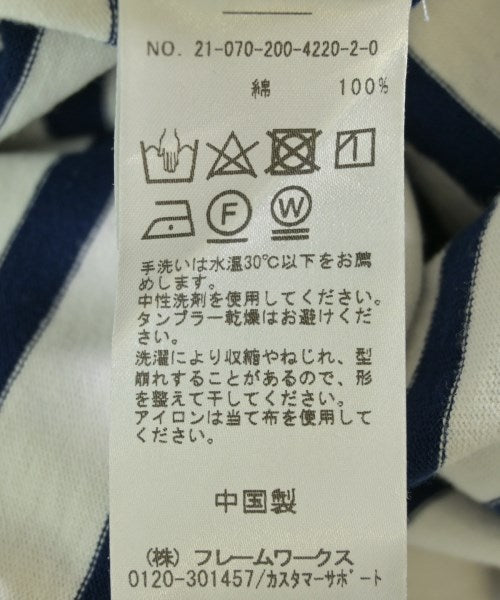 NO. 21-070-200-4220-2-0
綿 100%
F W
手洗いは水温30℃以下をお薦
めします。
中性洗剤を使用してください。
タンブラー乾燥はお避けくださ
い。
洗濯により収縮やねじれ、型
崩れすることがあるので、形
を整えて干してください。
アイロンは当て布を使用して
ください。
中国製
(株) フレームワークス
0120-301457/カスタマーサポート